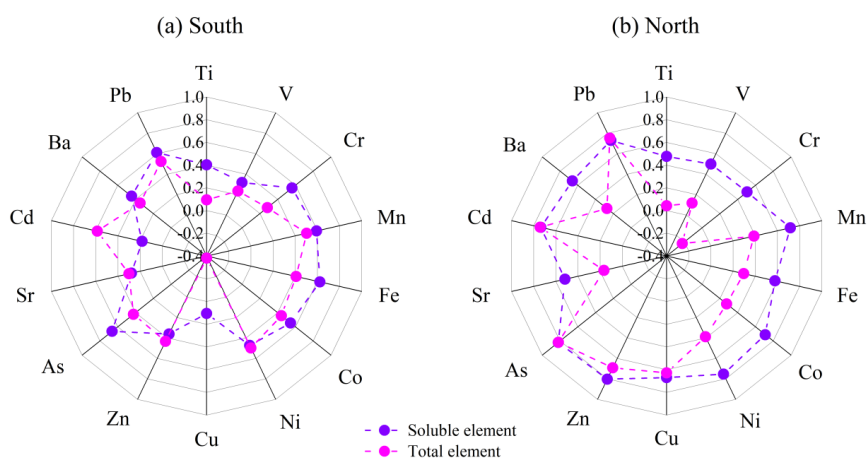 (a) South
(b) North
Ti
V
Cr
Mn
Fe
Co
Ni
Cu
Zn
As
Sr
Cd
Ba
Pb
1.0
0.8
0.6
0.4
0.2
0.0
-0.2
-0.4
Ti
V
Cr
Mn
Fe
Co
Ni
Cu
Zn
As
Sr
Cd
Ba
Pb
1.0
0.8
0.6
0.4
0.2
0.0
-0.2
-0.4
Soluble element
Total element